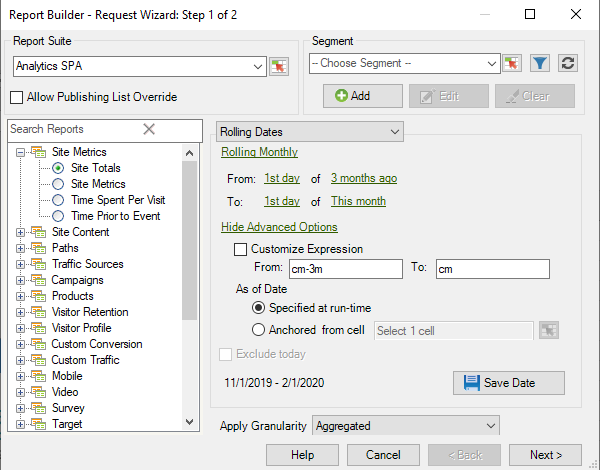 Report Builder - Request Wizard: Step 1 of 2
Report Suite
Analytics SPA
Allow Publishing List Override
Segment
-- Choose Segment --
Add
Edit
Clear
Search Reports
Site Metrics
Site Totals
Site Metrics
Time Spent Per Visit
Time Prior to Event
Site Content
Paths
Traffic Sources
Campaigns
Products
Visitor Retention
Visitor Profile
Custom Conversion
Custom Traffic
Mobile
Video
Survey
Target
Rolling Dates
Rolling Monthly
From: 1st day of 3 months ago
To: 1st day of This month
Hide Advanced Options
Customize Expression
From: cm-3m To: cm
As of Date
Specified at run-time
Anchored from cell Select 1 cell
Exclude today
11/1/2019 - 2/1/2020
Save Date
Apply Granularity Aggregated
Help
Cancel
< Back
Next >